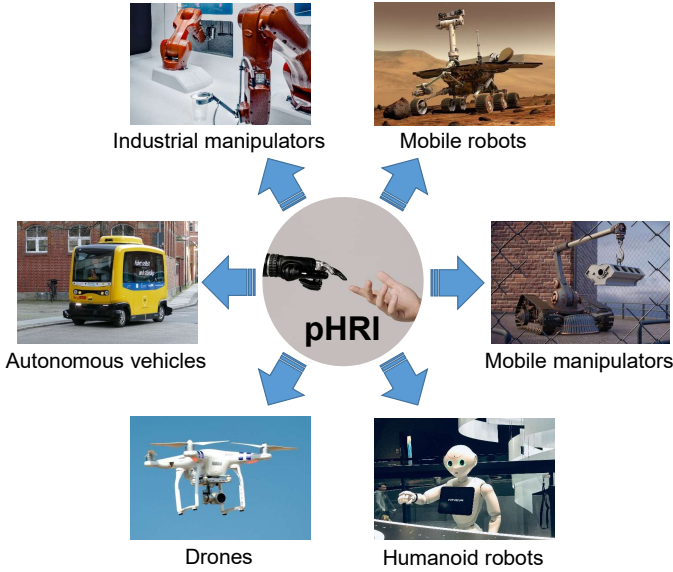 Industrial manipulators
Mobile robots
Autonomous vehicles
pHRI
Mobile manipulators
Drones
Humanoid robots